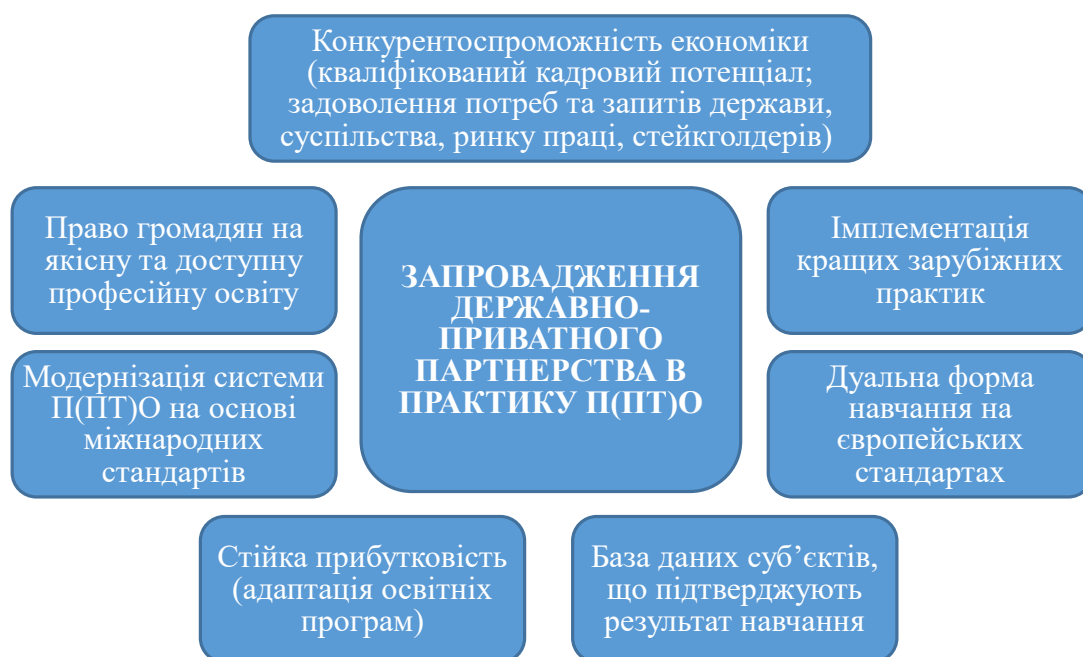 Конкурентоспроможність економіки
(кваліфікований кадровий потенціал;
задоволення потреб та запитів держави,
суспільства, ринку праці, стейкголдерів)
Право громадян на
якісну та доступну
професійну освіту
ЗАПРОВАДЖЕННЯ
ДЕРЖАВНО-
ПРИВАТНОГО
ПАРТНЕРСТВА В
ПРАКТИКУ П(ПТ)О
Імплементація
кращих зарубіжних
практик
Модернізація системи
П(ПТ)О на основі
міжнародних
стандартів
Дуальна форма
навчання на
європейських
стандартах
Стійка прибутковість
(адаптація освітніх
програм)
База даних суб’єктів,
що підтверджують
результат навчання